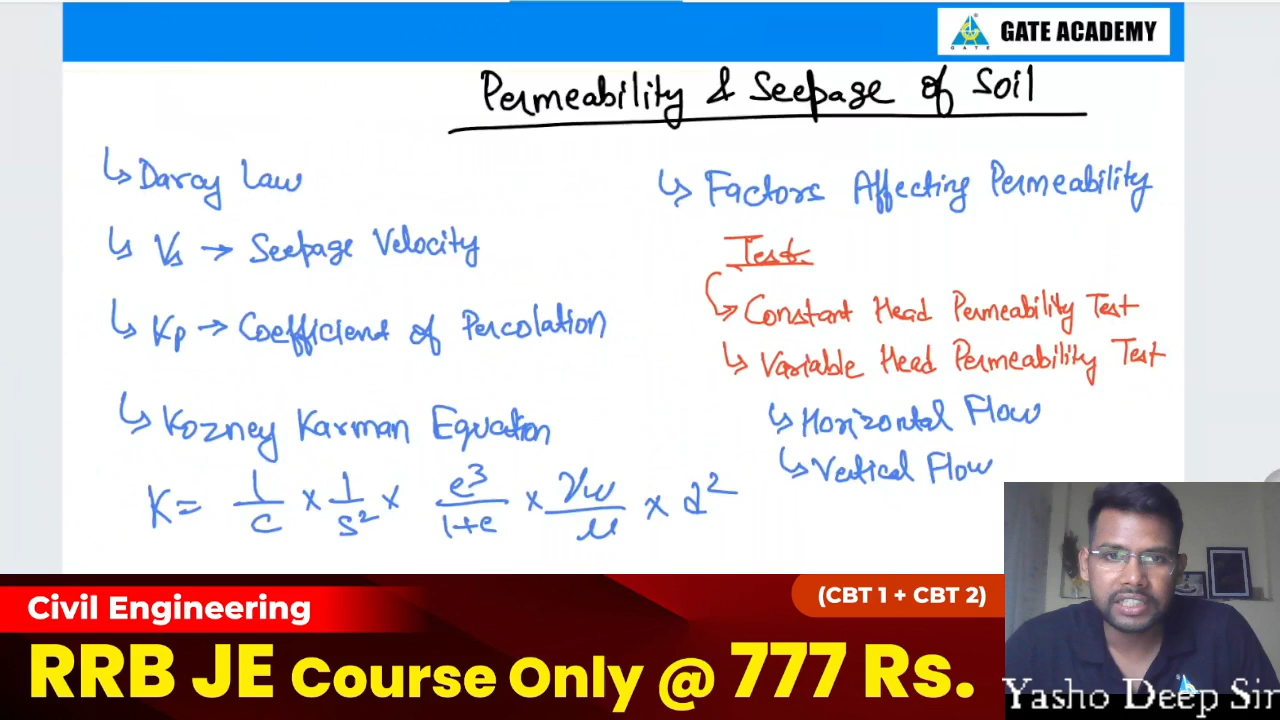 GATE
GATE ACADEMY
Permeability & Seepage of Soil
↳ Darcy Law
↳ Vs → Seepage Velocity
↳ Kp → Coefficient of Percolation
↳ Kozney Karman Equation
K = 1/c × 1/s² × e³/1+e × γw/μ × d²
↳ Factors Affecting Permeability
Test
↳ Constant Head Permeability Test
↳ Variable Head Permeability Test
↳ Horizontal Flow
↳ Vertical Flow
Civil Engineering
(CBT 1 + CBT 2)
RRB JE Course Only @ 777 Rs.
Yasho Deep Sir